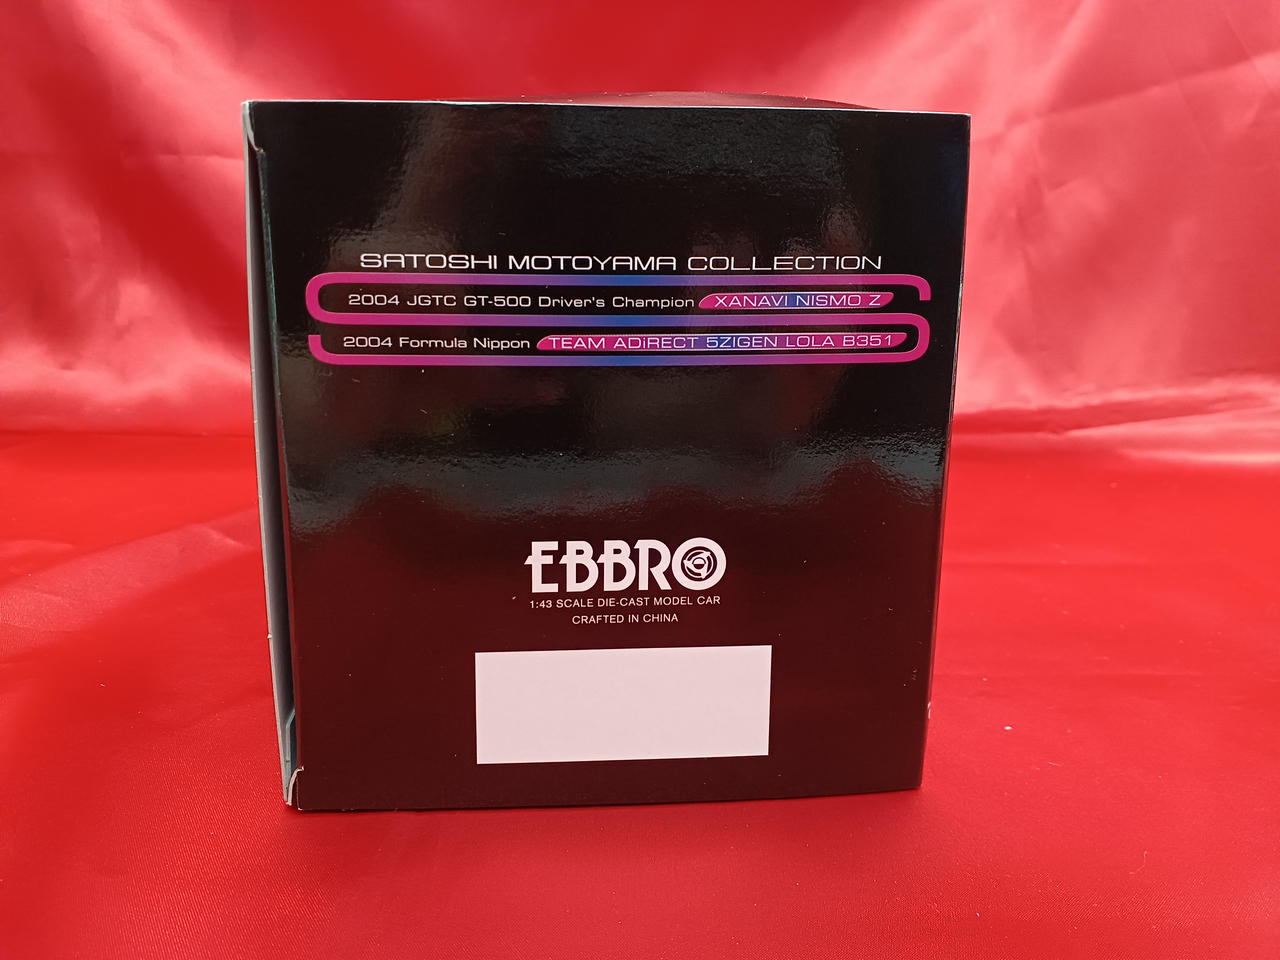 SATOSHI MOTOYAMA COLLECTION
2004 JGTC GT-500 Driver's Champion XANAVI NISMO Z
2004 Formula Nippon TEAM ADiRECT 5ZIGEN LOLA B351
EBBRO
1:43 SCALE DIE-CAST MODEL CAR
CRAFTED IN CHINA